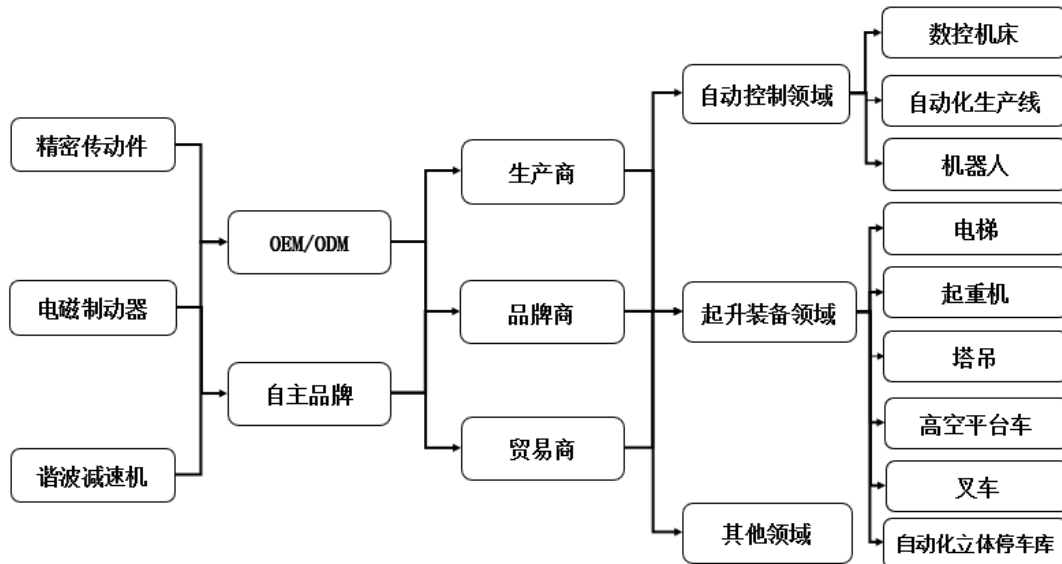 精密传动件
电磁制动器
谐波减速机
OEM/ODM
自主品牌
生产商
品牌商
贸易商
自动控制领域
起升装备领域
其他领域
数控机床
自动化生产线
机器人
电梯
起重机
塔吊
高空平台车
叉车
自动化立体停车库